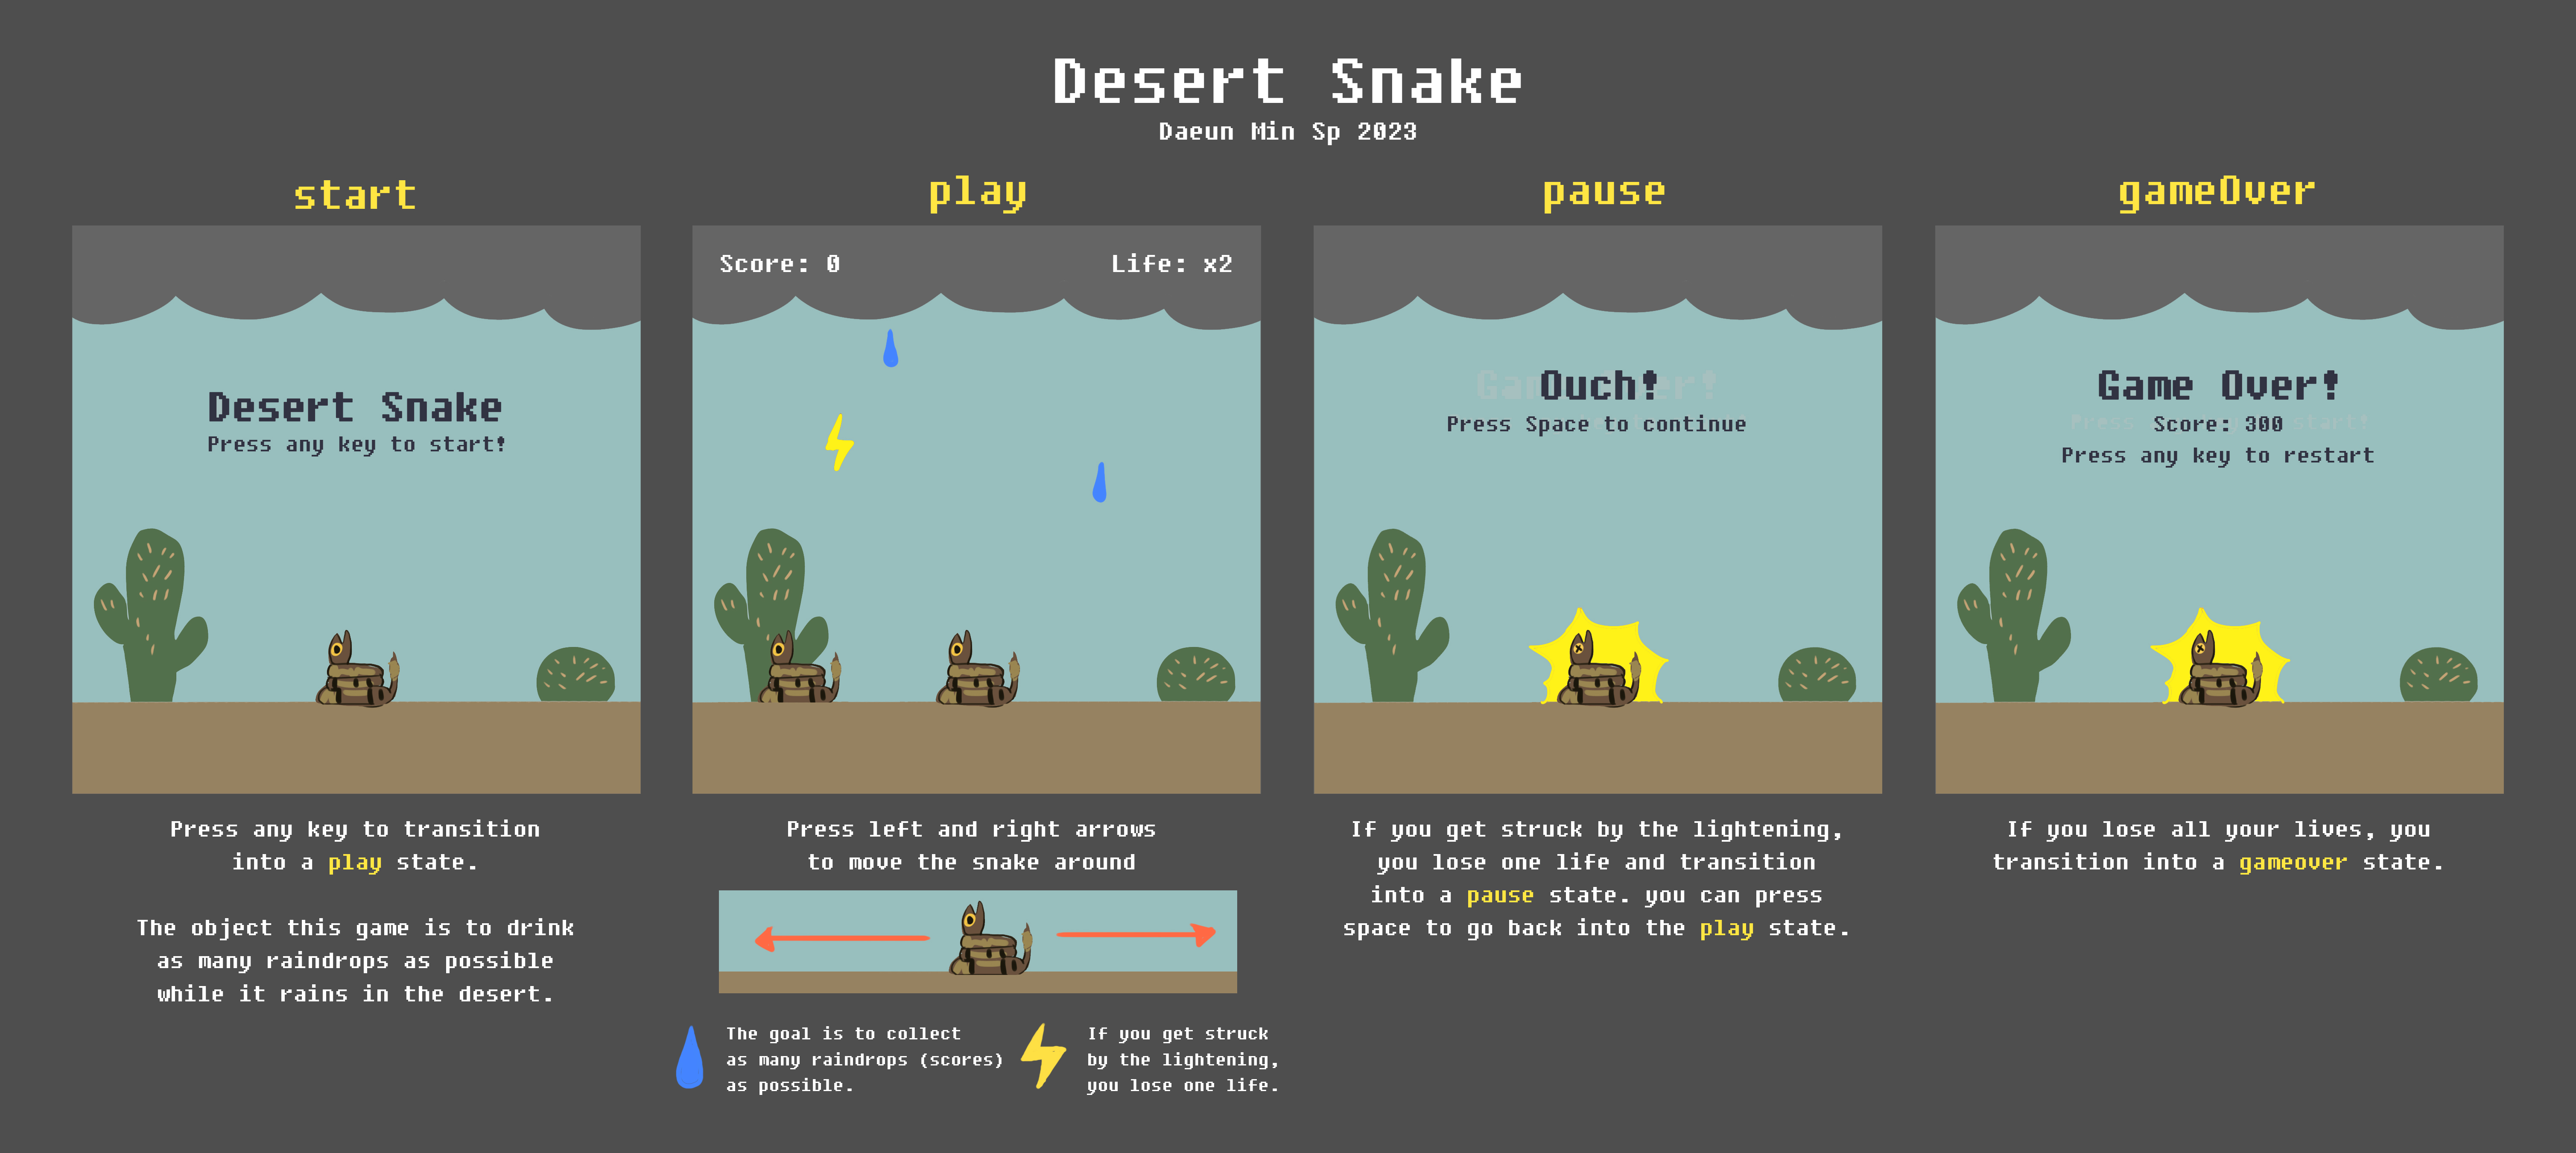 Desert Snake
Daeun Min Sp 2023
start
Desert Snake
Press any key to start!
Press any key to transition
into a play state.
The object this game is to drink
as many raindrops as possible
while it rains in the desert.
play
Score: 0
Life: x2
Press left and right arrows
to move the snake around
The goal is to collect
as many raindrops (scores)
as possible.
If you get struck
by the lightening,
you lose one life.
pause
Ouch!
Press Space to continue
If you get struck by the lightening,
you lose one life and transition
into a pause state. you can press
space to go back into the play state.
gameOver
Game Over!
Score: 300
Press any key to restart
If you lose all your lives, you
transition into a gameover state.